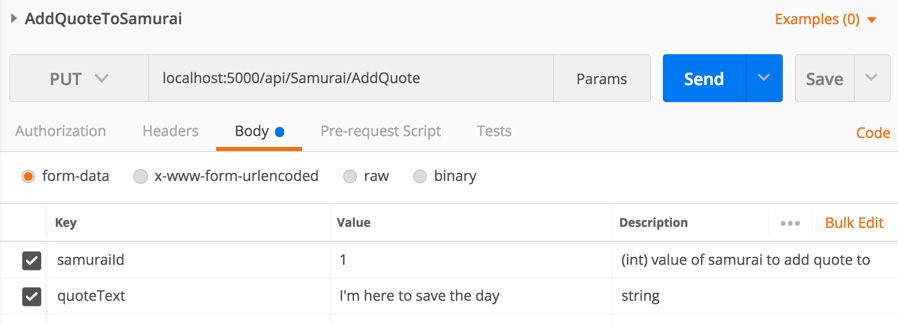 AddQuoteToSamurai Examples (0)
PUT localhost:5000/api/Samurai/AddQuote Params Send Save
Authorization Headers Body Pre-request Script Tests Code
form-data x-www-form-urlencoded raw binary
Key Value Description ••• Bulk Edit
samuraiId 1 (int) value of samurai to add quote to
quoteText I'm here to save the day string